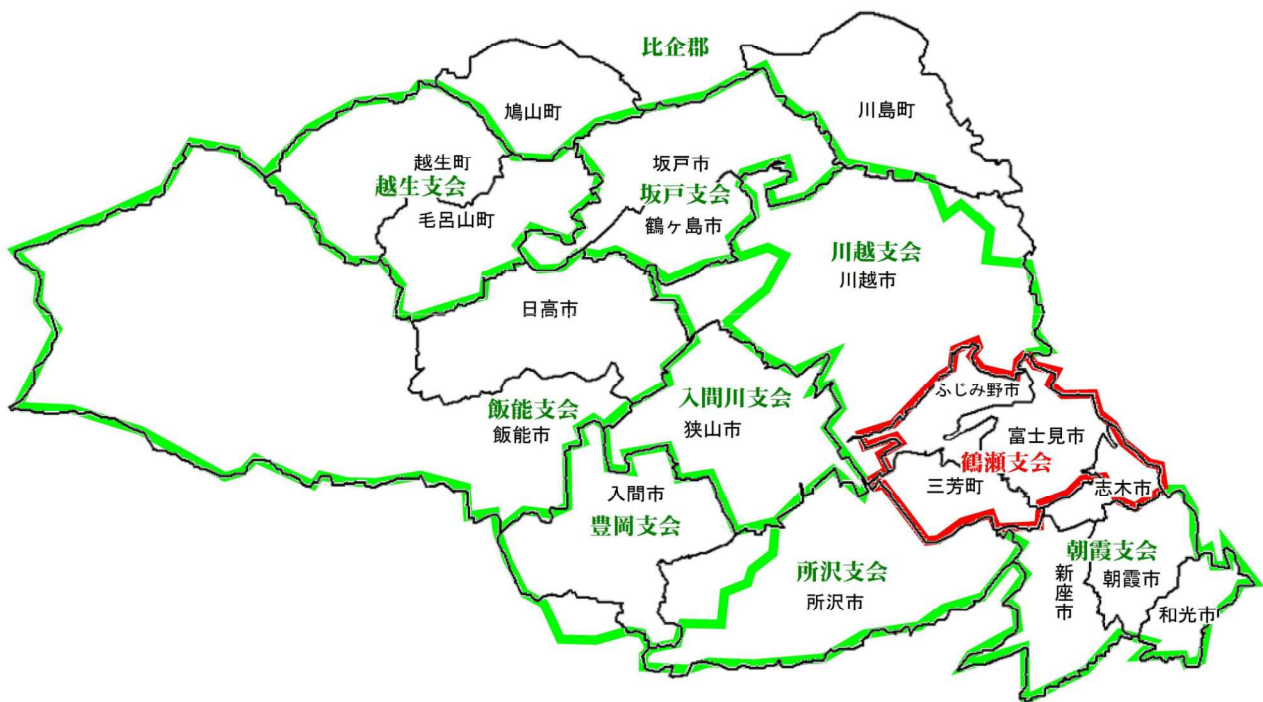 比企郡
鳩山町
川島町
越生町
越生支会
毛呂山町
坂戸市
坂戸支会
鶴ヶ島市
川越支会
川越市
日高市
飯能支会
飯能市
入間川支会
狭山市
ふじみ野市
富士見市
鶴瀬支会
三芳町
志木市
入間市
豊岡支会
所沢支会
所沢市
朝霞支会
新座市
朝霞市
和光市